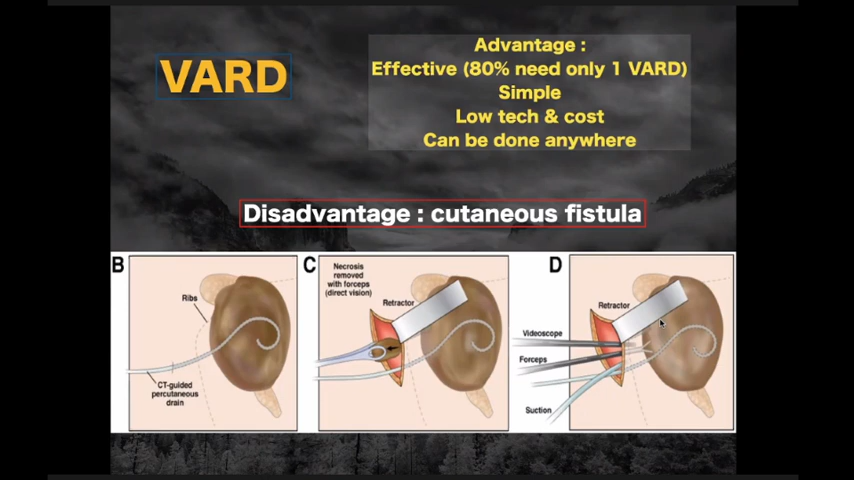 VARD
Advantage :
Effective (80% need only 1 VARD)
Simple
Low tech & cost
Can be done anywhere
Disadvantage : cutaneous fistula
B
Ribs
CT-guided
percutaneous
drain
C
Necrosis
removed
with forceps
(direct vision)
Retractor
D
Retractor
Videoscope
Forceps
Suction